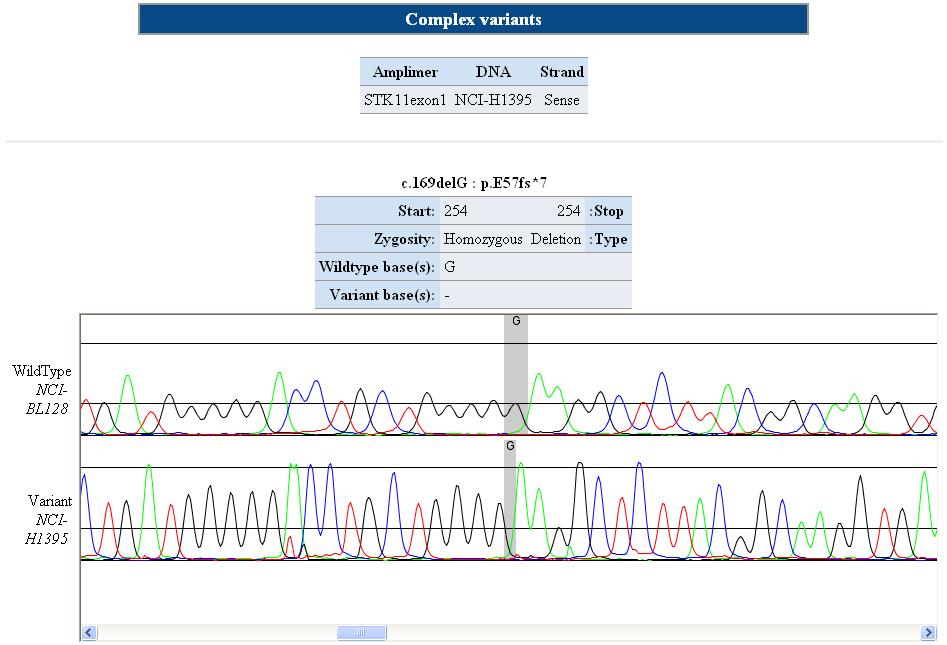 Complex variants
Amplimer DNA Strand
STK11exon1 NCI-H1395 Sense
c.169delG : p.E57fs*7
Start: 254 254 :Stop
Zygosity: Homozygous Deletion :Type
Wildtype base(s): G
Variant base(s): -
G
WildType
NCI-
BL128
G
Variant
NCI-
H1395